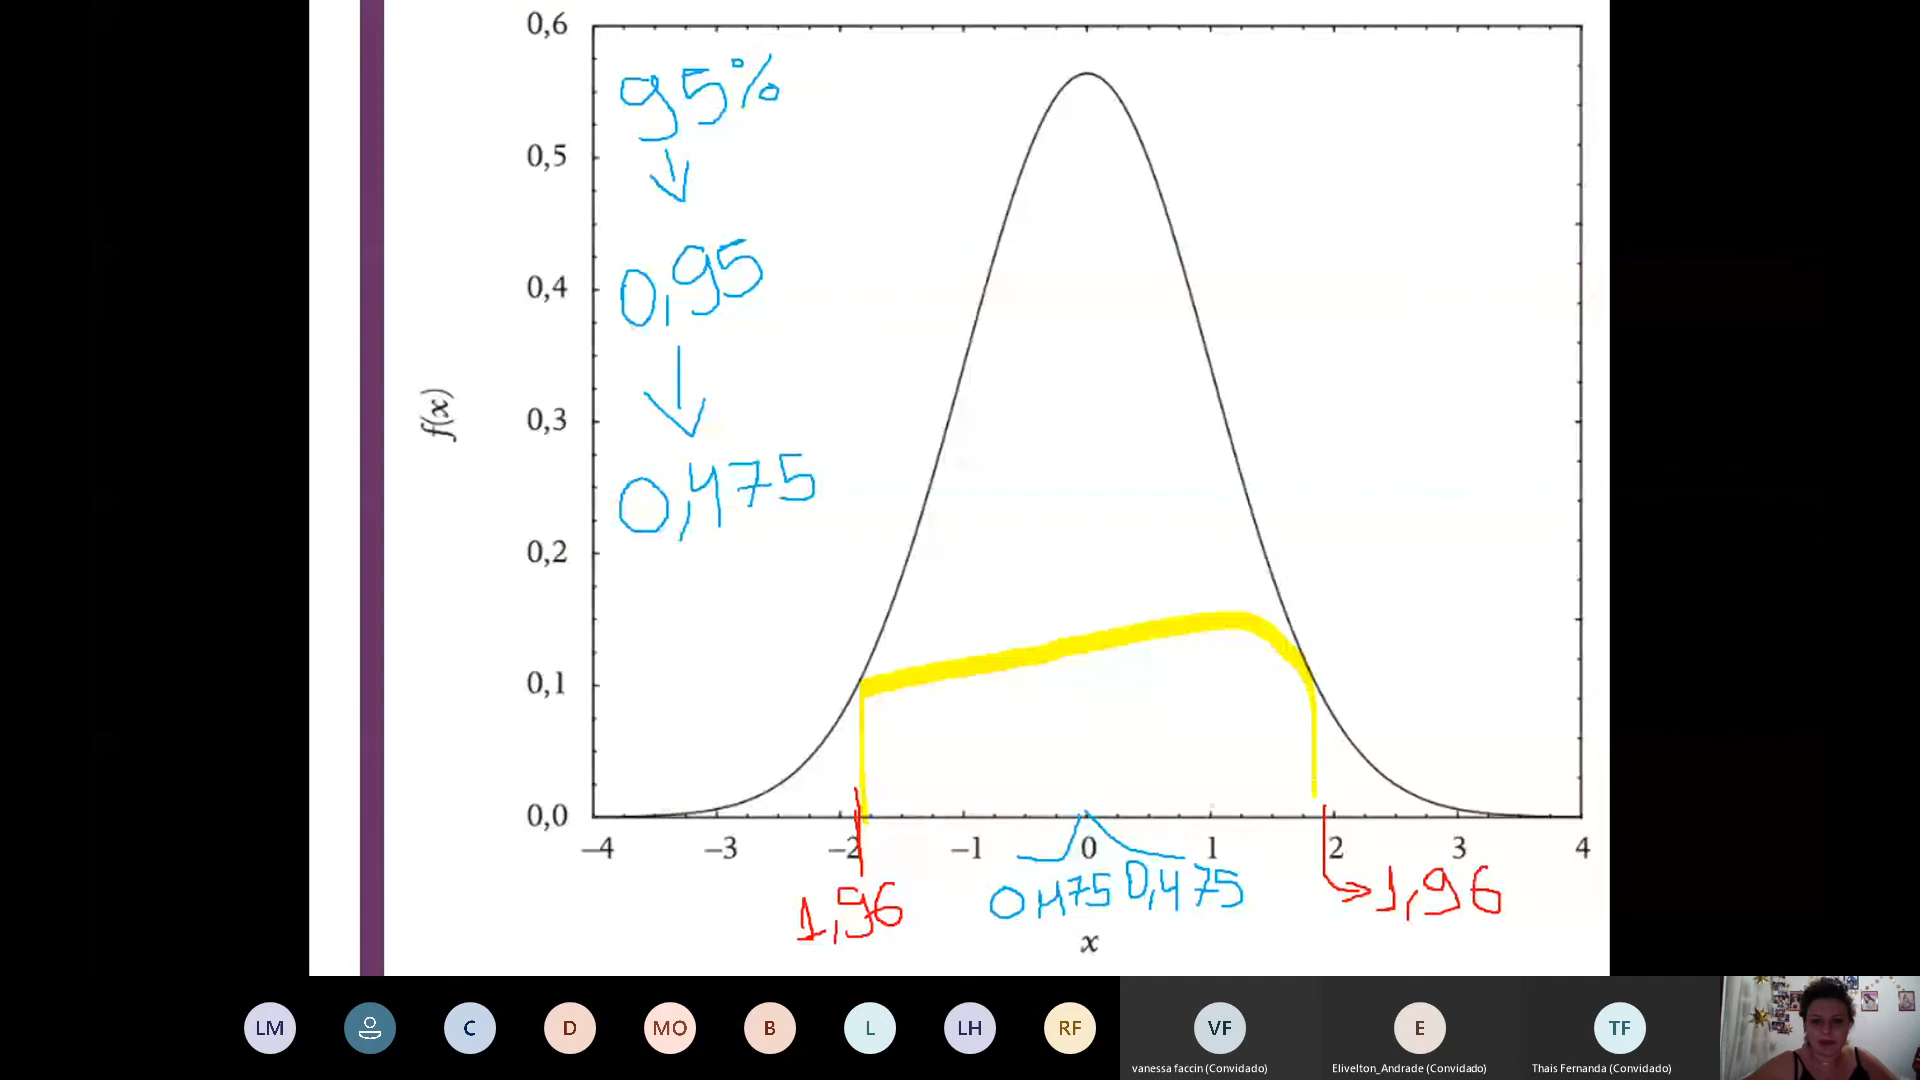 0,6
95%
0,5
0,95
0,4
f(x)
0,3
0,475
0,2
0,1
0,0
−4 −3 −2 −1 0 1 2 3 4
1,96 0,475 0,475 1,96
x
LM C D MO B L LH RF VF E TF
vanessa faccin (Convidado) Elivelton_Andrade (Convidado) Thais Fernanda (Convidado)